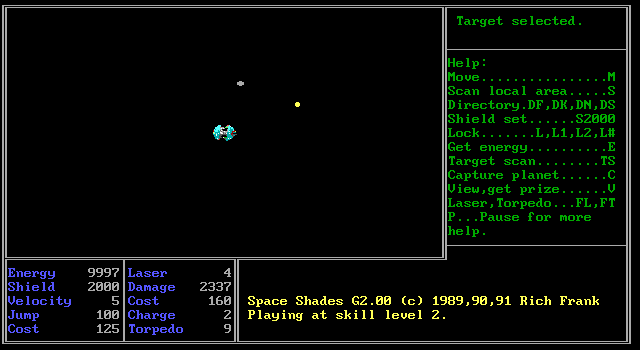 Target selected.
Help:
Move................M
Scan local area.....S
Directory.DF,DK,DN,DS
Shield set......S2000
Lock.......L,L1,L2,L#
Get energy..........E
Target scan........TS
Capture planet......C
View,get prize......V
Laser,Torpedo...FL,FT
P...Pause for more
help.
Energy 9997
Shield 2000
Velocity 5
Jump 100
Cost 125
Laser 4
Damage 2337
Cost 160
Charge 2
Torpedo 9
Space Shades G2.00 (c) 1989,90,91 Rich Frank
Playing at skill level 2.